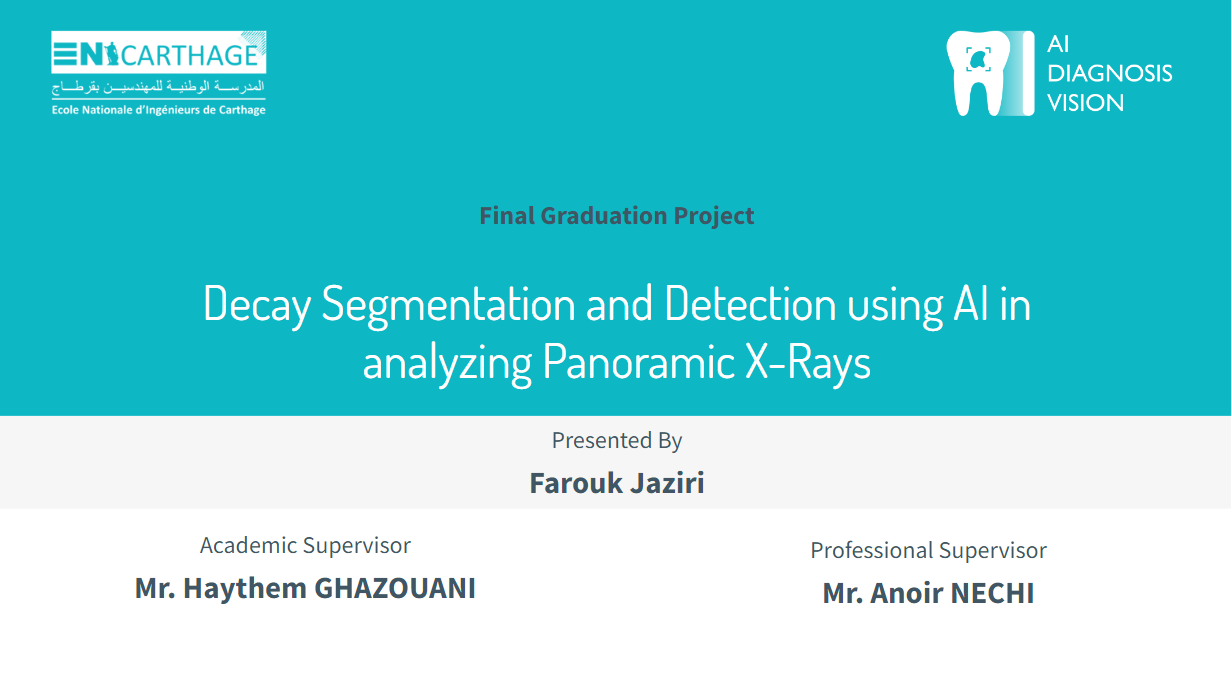 ENICARTHAGE
المدرسة الوطنية للمهندسين بقرطاج
Ecole Nationale d'Ingénieurs de Carthage
AI
DIAGNOSIS
VISION
Final Graduation Project
Decay Segmentation and Detection using AI in
analyzing Panoramic X-Rays
Presented By
Farouk Jaziri
Academic Supervisor
Mr. Haythem GHAZOUANI
Professional Supervisor
Mr. Anoir NECHI